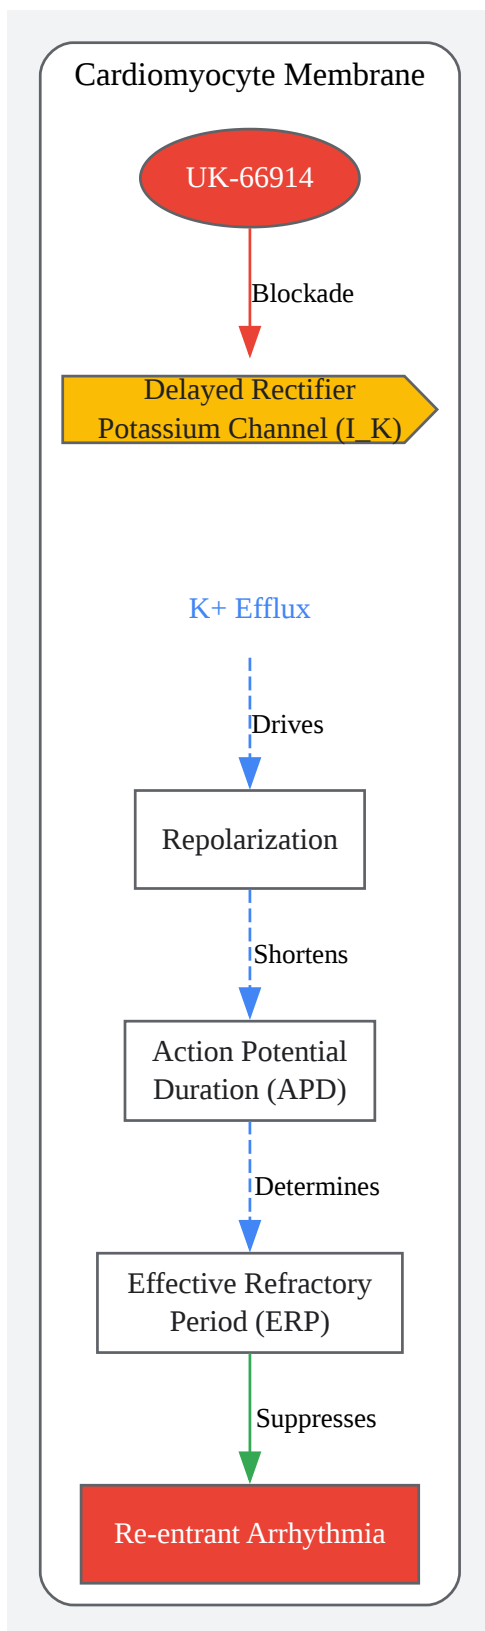 Cardiomyocyte Membrane
UK-66914
Blockade
Delayed Rectifier
Potassium Channel (I_K)
K+ Efflux
Drives
Repolarization
Shortens
Action Potential
Duration (APD)
Determines
Effective Refractory
Period (ERP)
Suppresses
Re-entrant Arrhythmia